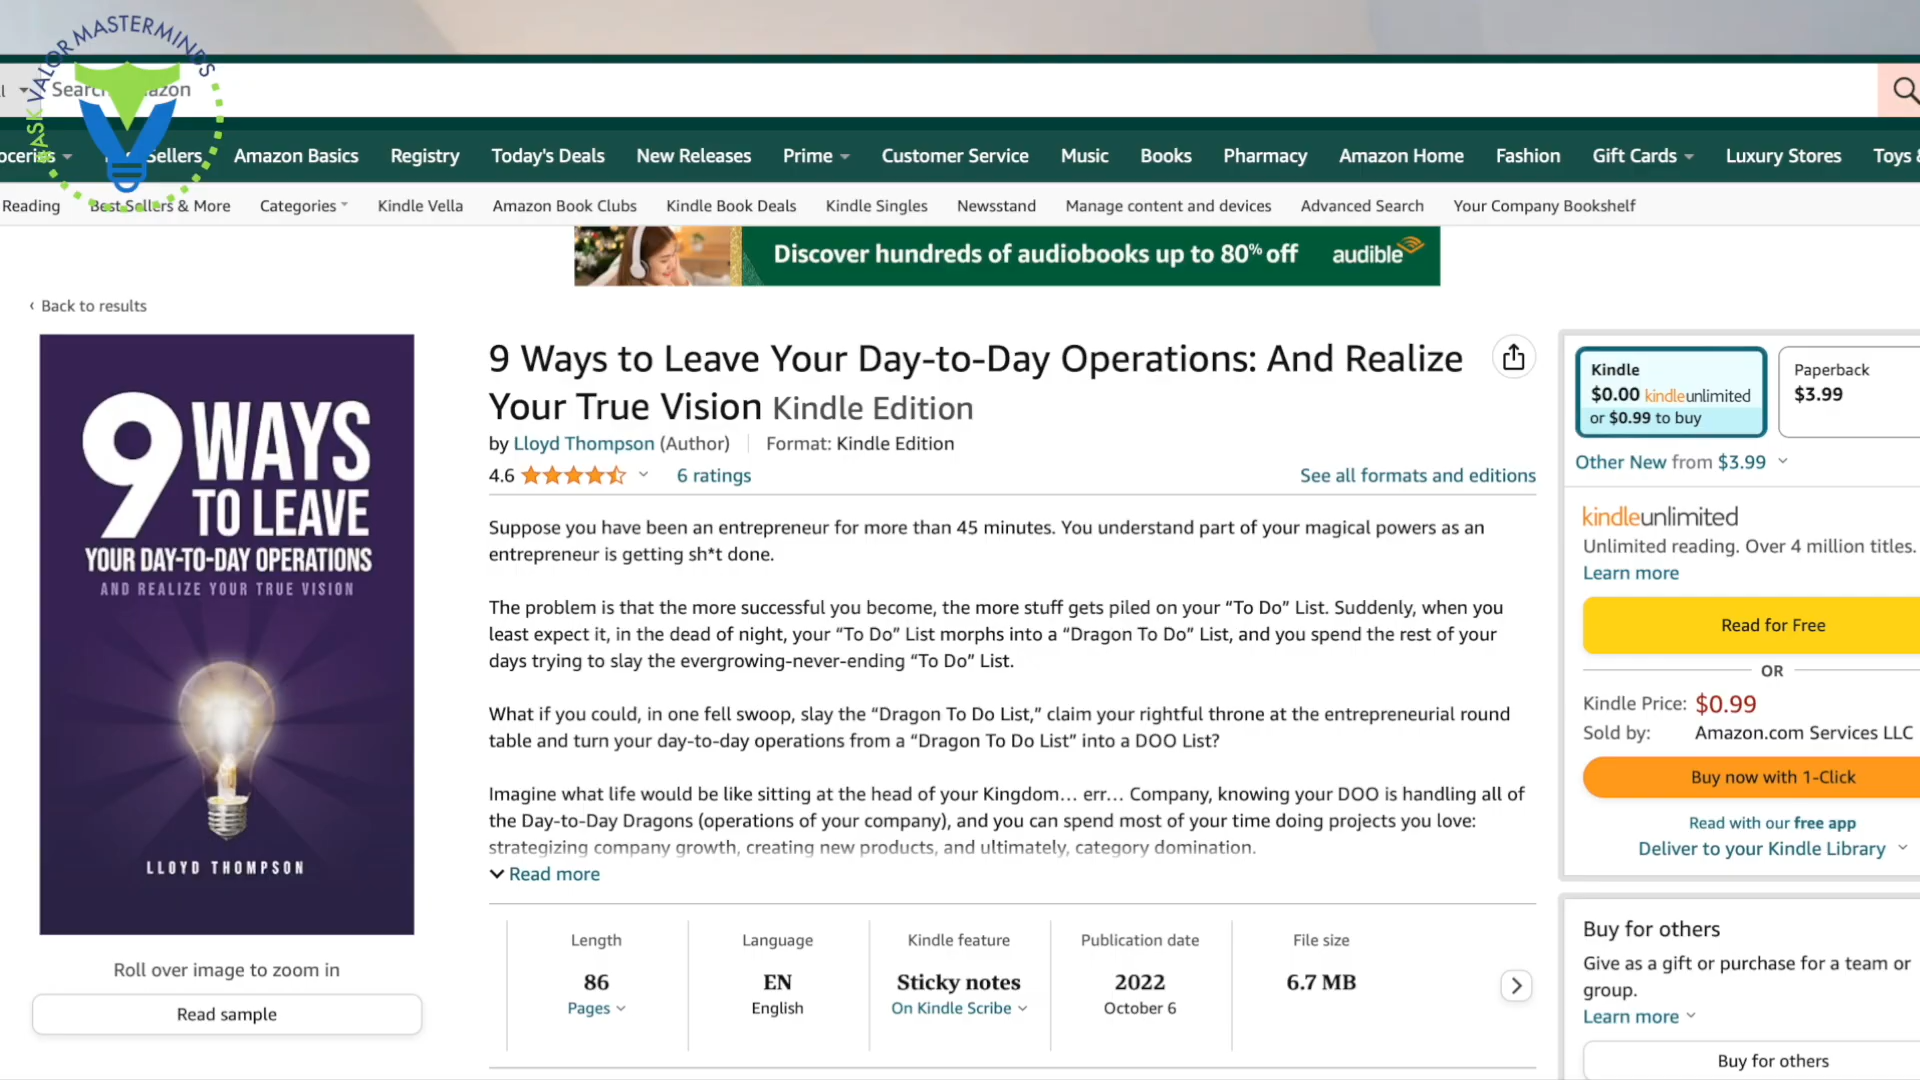 ASK VALOR MASTERMINDS
Search Amazon
Sellers Amazon Basics Registry Today's Deals New Releases Prime Customer Service Music Books Pharmacy Amazon Home Fashion Gift Cards Luxury Stores Toys &
Reading Best Sellers & More Categories Kindle Vella Amazon Book Clubs Kindle Book Deals Kindle Singles Newsstand Manage content and devices Advanced Search Your Company Bookshelf
Discover hundreds of audiobooks up to 80% off audible
‹ Back to results
9 WAYS
TO LEAVE
YOUR DAY-TO-DAY OPERATIONS
AND REALIZE YOUR TRUE VISION
LLOYD THOMPSON
Roll over image to zoom in
Read sample
9 Ways to Leave Your Day-to-Day Operations: And Realize
Your True Vision Kindle Edition
by Lloyd Thompson (Author) Format: Kindle Edition
4.6 6 ratings See all formats and editions
Suppose you have been an entrepreneur for more than 45 minutes. You understand part of your magical powers as an
entrepreneur is getting sh*t done.
The problem is that the more successful you become, the more stuff gets piled on your “To Do” List. Suddenly, when you
least expect it, in the dead of night, your “To Do” List morphs into a “Dragon To Do” List, and you spend the rest of your
days trying to slay the evergrowing-never-ending “To Do” List.
What if you could, in one fell swoop, slay the “Dragon To Do List,” claim your rightful throne at the entrepreneurial round
table and turn your day-to-day operations from a “Dragon To Do List” into a DOO List?
Imagine what life would be like sitting at the head of your Kingdom… err… Company, knowing your DOO is handling all of
the Day-to-Day Dragons (operations of your company), and you can spend most of your time doing projects you love:
strategizing company growth, creating new products, and ultimately, category domination.
Read more
Length Language Kindle feature Publication date File size
86 EN Sticky notes 2022 6.7 MB
Pages English On Kindle Scribe October 6
Kindle
$0.00 kindleunlimited
or $0.99 to buy
Paperback
$3.99
Other New from $3.99
kindleunlimited
Unlimited reading. Over 4 million titles.
Learn more
Read for Free
OR
Kindle Price: $0.99
Sold by: Amazon.com Services LLC
Buy now with 1-Click
Read with our free app
Deliver to your Kindle Library
Buy for others
Give as a gift or purchase for a team or
group.
Learn more
Buy for others